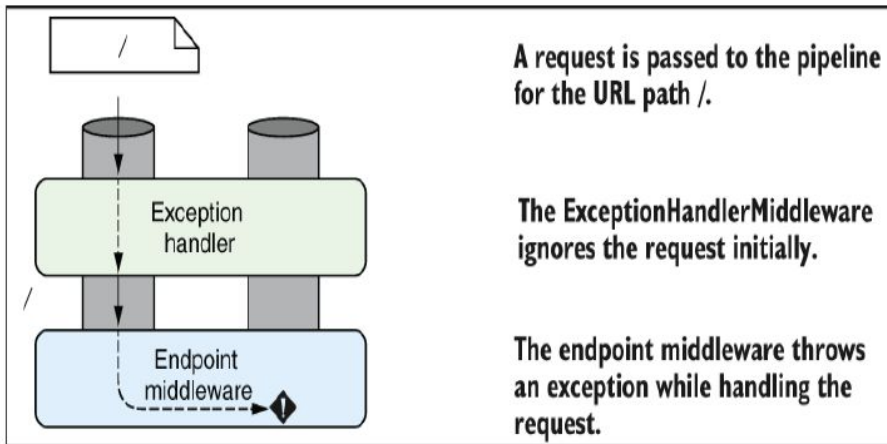 /
A request is passed to the pipeline
for the URL path /.
Exception
handler
The ExceptionHandlerMiddleware
ignores the request initially.
/
Endpoint
middleware
!
The endpoint middleware throws
an exception while handling the
request.